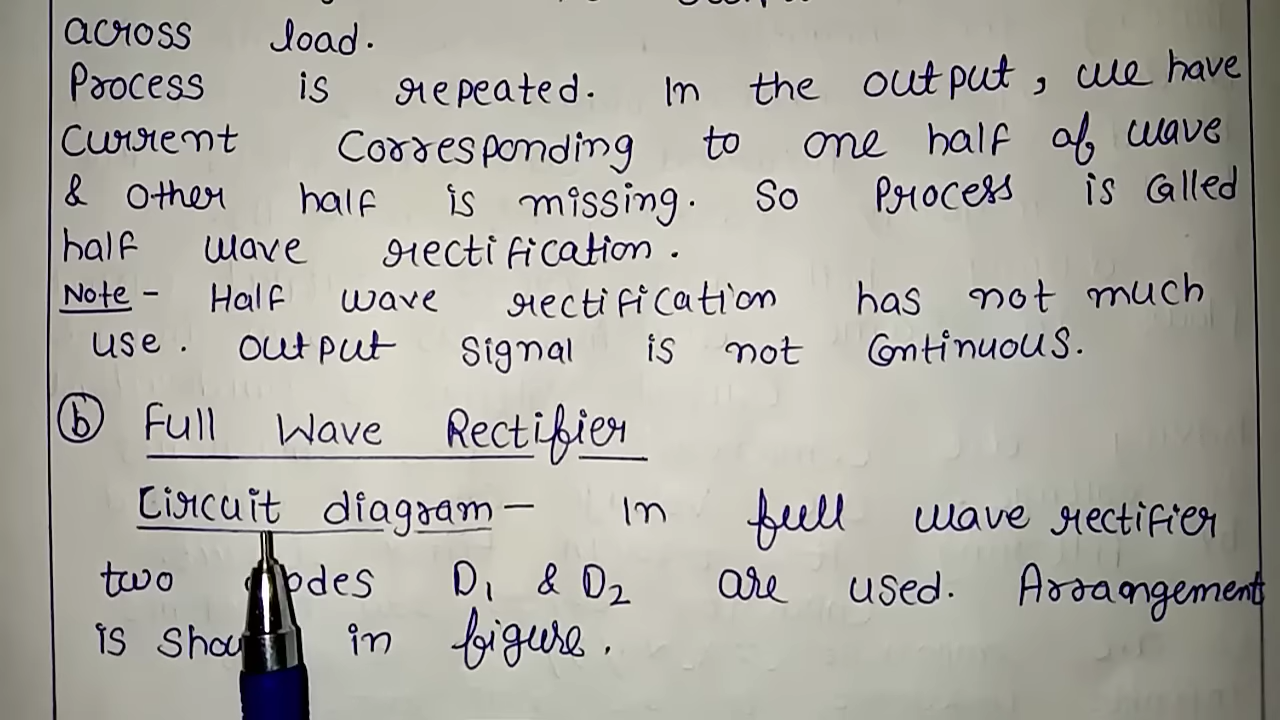 across load.
Process is repeated. In the output, we have
Current Corresponding to one half of wave
& Other half is missing. So Process is Called
half wave rectification.
Note - Half wave rectification has not much
use. Output Signal is not Continuous.
(b) Full Wave Rectifier
Circuit diagram - In full wave rectifier
two D1 & D2 are used. Arrangement
is in figure.